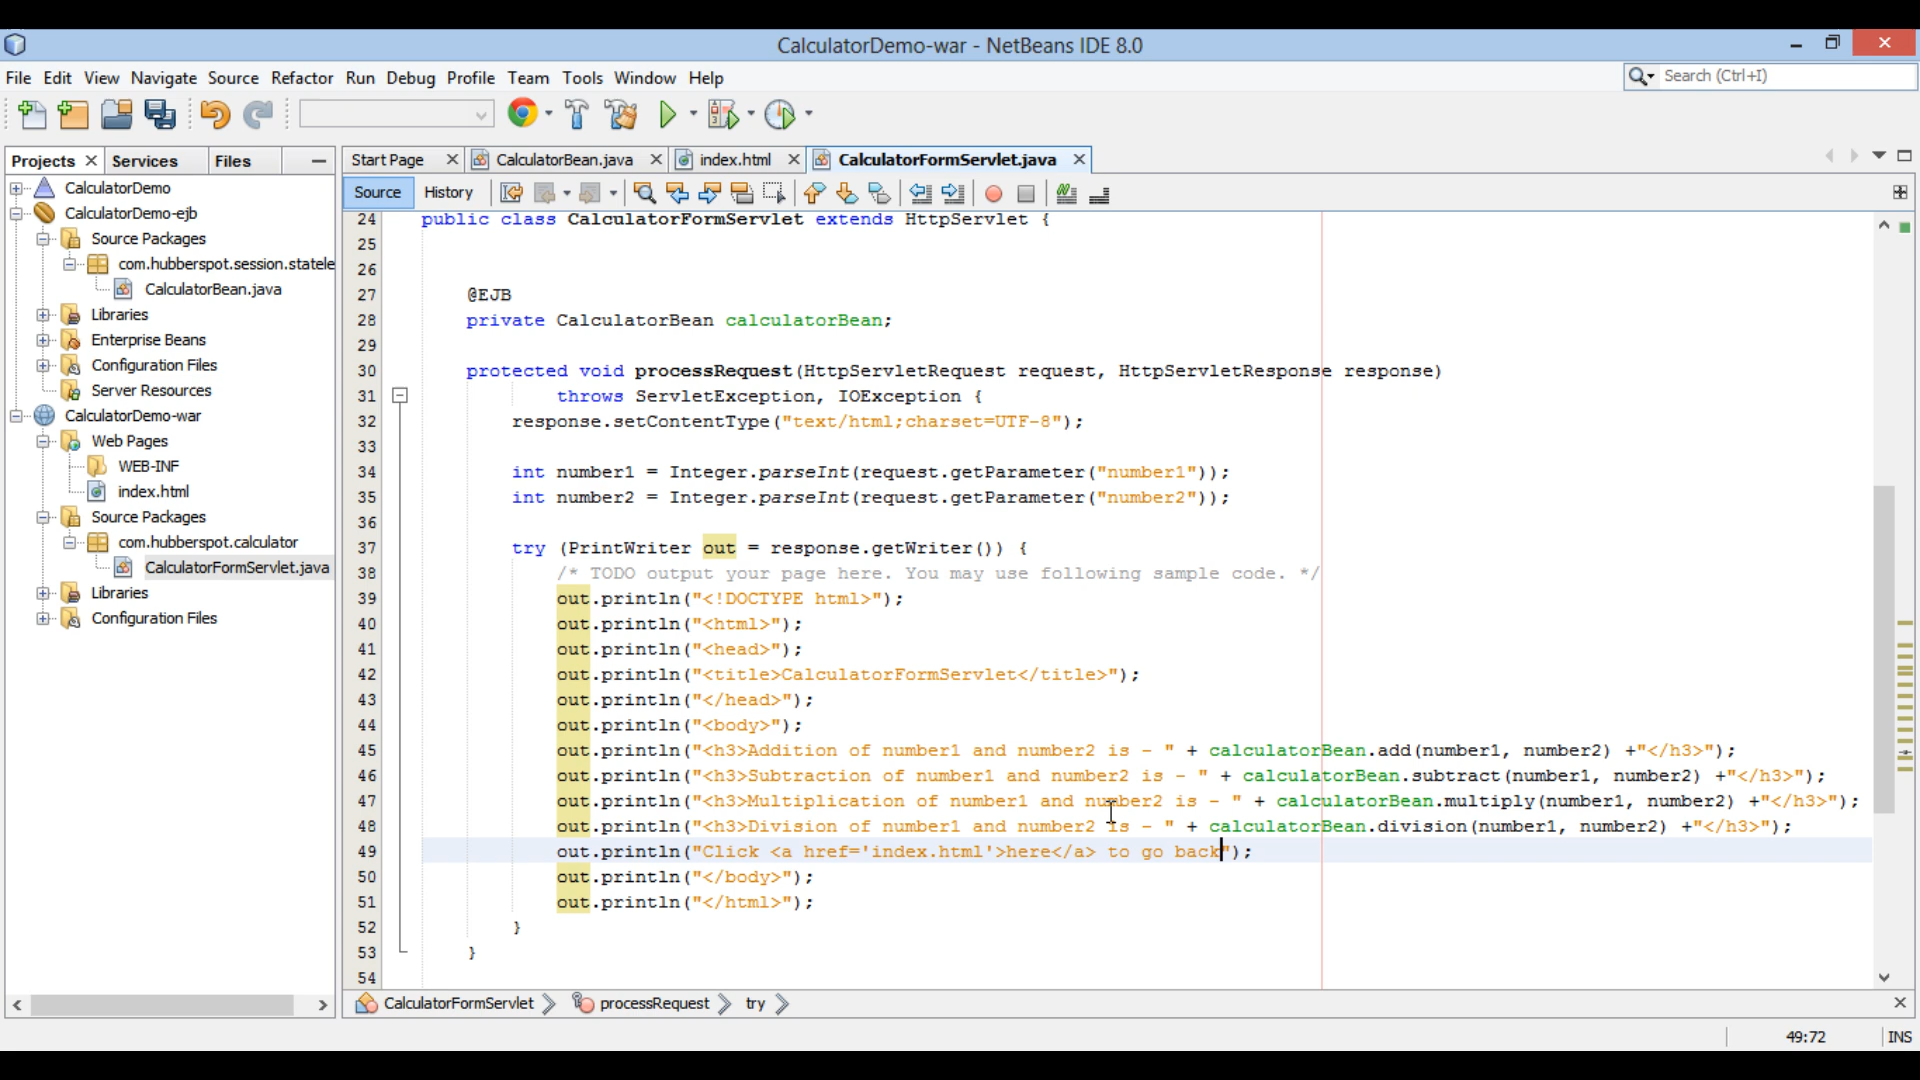 CalculatorDemo-war - NetBeans IDE 8.0
File Edit View Navigate Source Refactor Run Debug Profile Team Tools Window Help
Search (Ctrl+I)
Projects Services Files
Start Page CalculatorBean.java index.html CalculatorFormServlet.java
Source History
CalculatorDemo
CalculatorDemo-ejb
Source Packages
com.hubberspot.session.statele
CalculatorBean.java
Libraries
Enterprise Beans
Configuration Files
Server Resources
CalculatorDemo-war
Web Pages
WEB-INF
index.html
Source Packages
com.hubberspot.calculator
CalculatorFormServlet.java
Libraries
Configuration Files
24 public class CalculatorFormServlet extends HttpServlet {
25
26
27 @EJB
28 private CalculatorBean calculatorBean;
29
30 protected void processRequest(HttpServletRequest request, HttpServletResponse response)
31 throws ServletException, IOException {
32 response.setContentType("text/html;charset=UTF-8");
33
34 int number1 = Integer.parseInt(request.getParameter("number1"));
35 int number2 = Integer.parseInt(request.getParameter("number2"));
36
37 try (PrintWriter out = response.getWriter()) {
38 /* TODO output your page here. You may use following sample code. */
39 out.println("<!DOCTYPE html>");
40 out.println("<html>");
41 out.println("<head>");
42 out.println("<title>CalculatorFormServlet</title>");
43 out.println("</head>");
44 out.println("<body>");
45 out.println("<h3>Addition of number1 and number2 is - " + calculatorBean.add(number1, number2) +"</h3>");
46 out.println("<h3>Subtraction of number1 and number2 is - " + calculatorBean.subtract(number1, number2) +"</h3>");
47 out.println("<h3>Multiplication of number1 and number2 is - " + calculatorBean.multiply(number1, number2) +"</h3>");
48 out.println("<h3>Division of number1 and number2 is - " + calculatorBean.division(number1, number2) +"</h3>");
49 out.println("Click <a href='index.html'>here</a> to go back");
50 out.println("</body>");
51 out.println("</html>");
52 }
53 }
54
CalculatorFormServlet processRequest try
49:72 INS